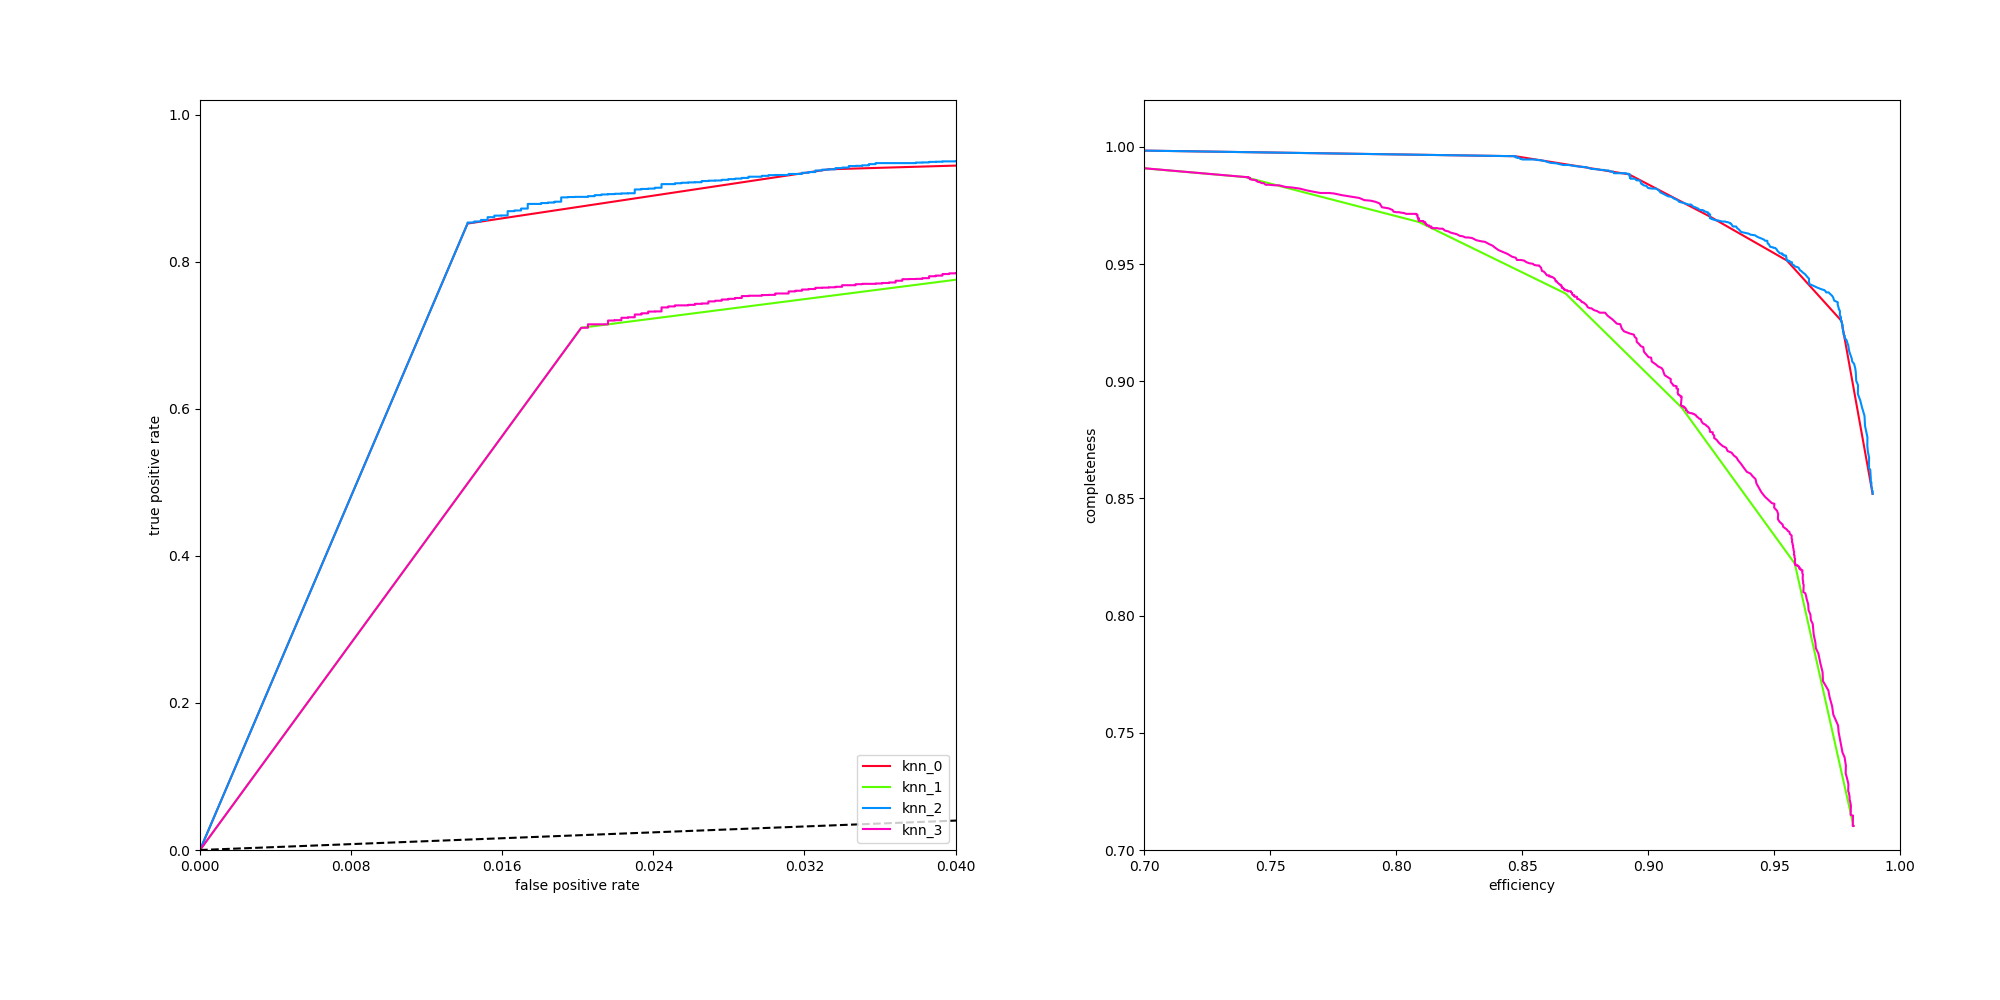 1.0
0.8
0.6
0.4
0.2
0.0
true positive rate
0.000 0.008 0.016 0.024 0.032 0.040
false positive rate
knn_0
knn_1
knn_2
knn_3
1.00
0.95
0.90
0.85
0.80
0.75
0.70
completeness
0.70 0.75 0.80 0.85 0.90 0.95 1.00
efficiency